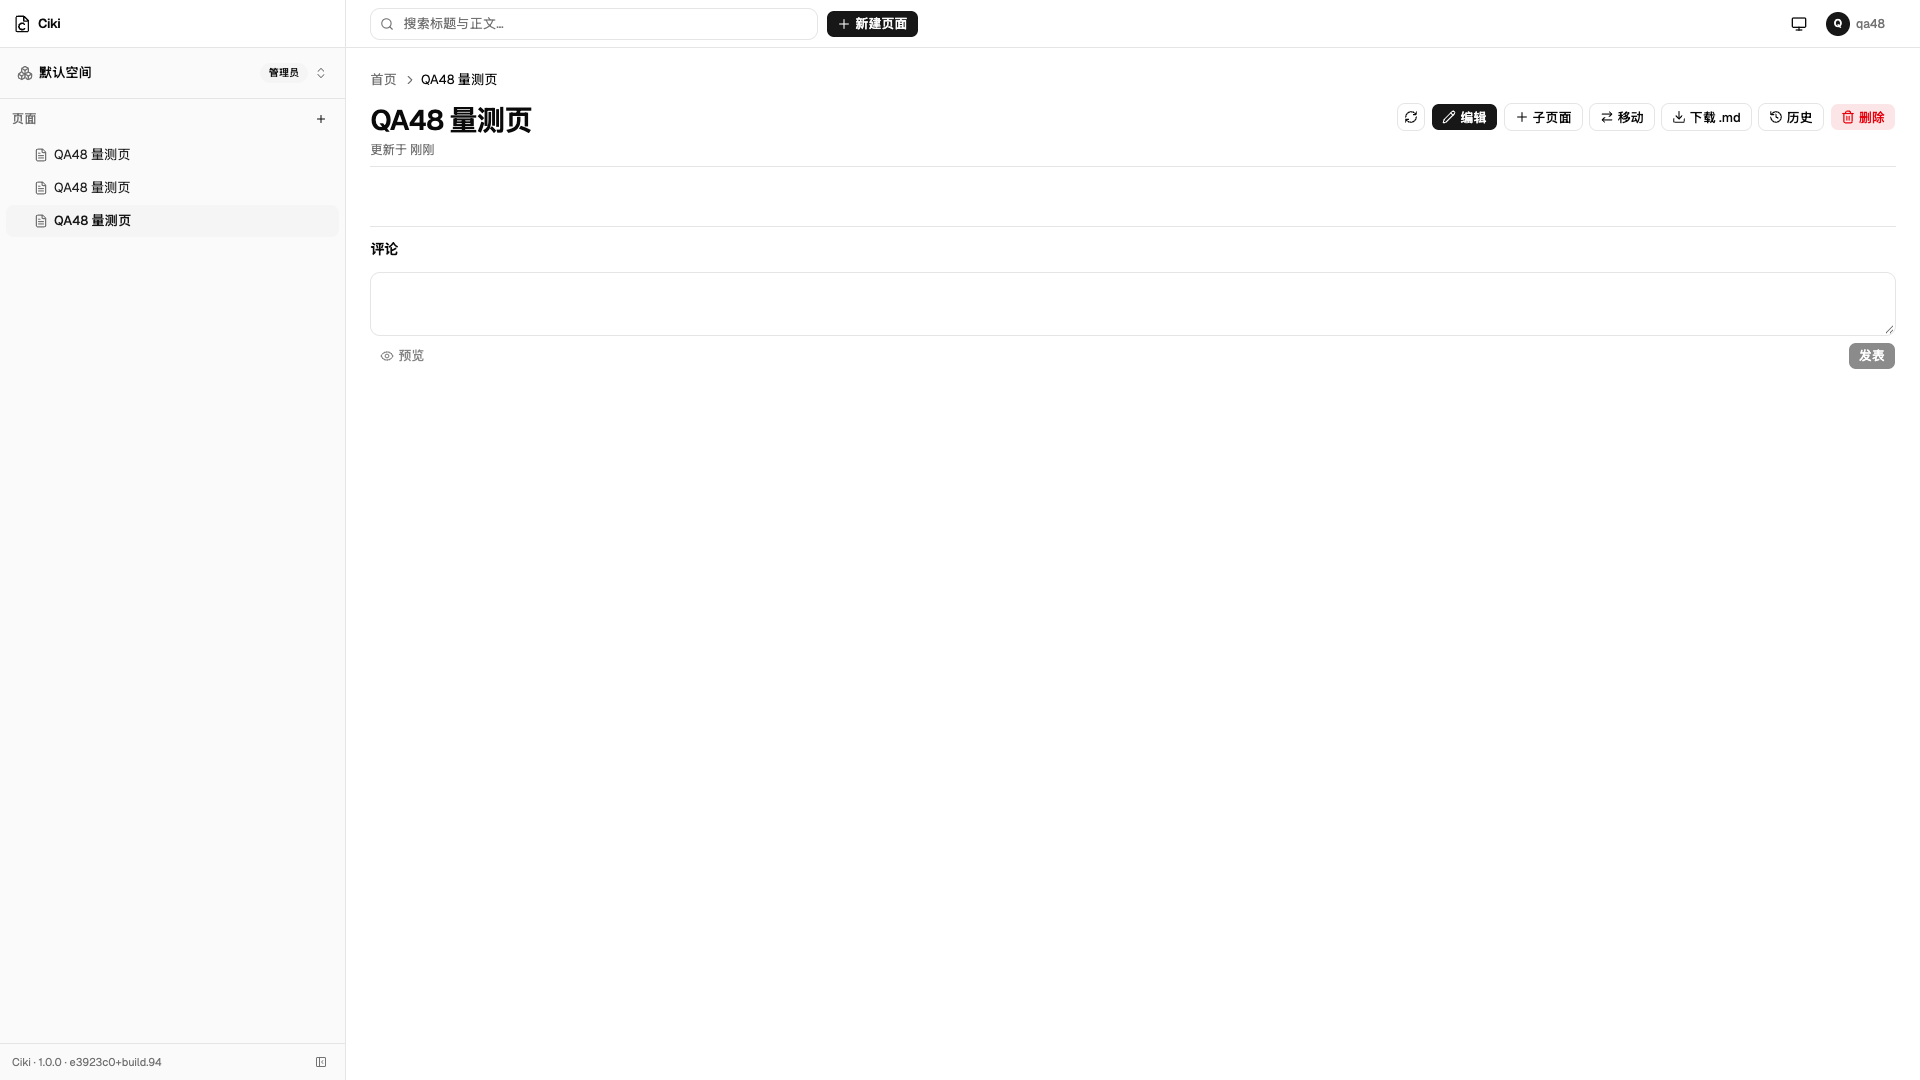 Ciki
搜索标题与正文...
新建页面
Q
qa48
默认空间
管理员
页面
QA48 量测页
QA48 量测页
QA48 量测页
首页
QA48 量测页
QA48 量测页
更新于 刚刚
编辑
子页面
移动
下载 .md
历史
删除
评论
预览
发表
Ciki · 1.0.0 · e3923c0+build.94